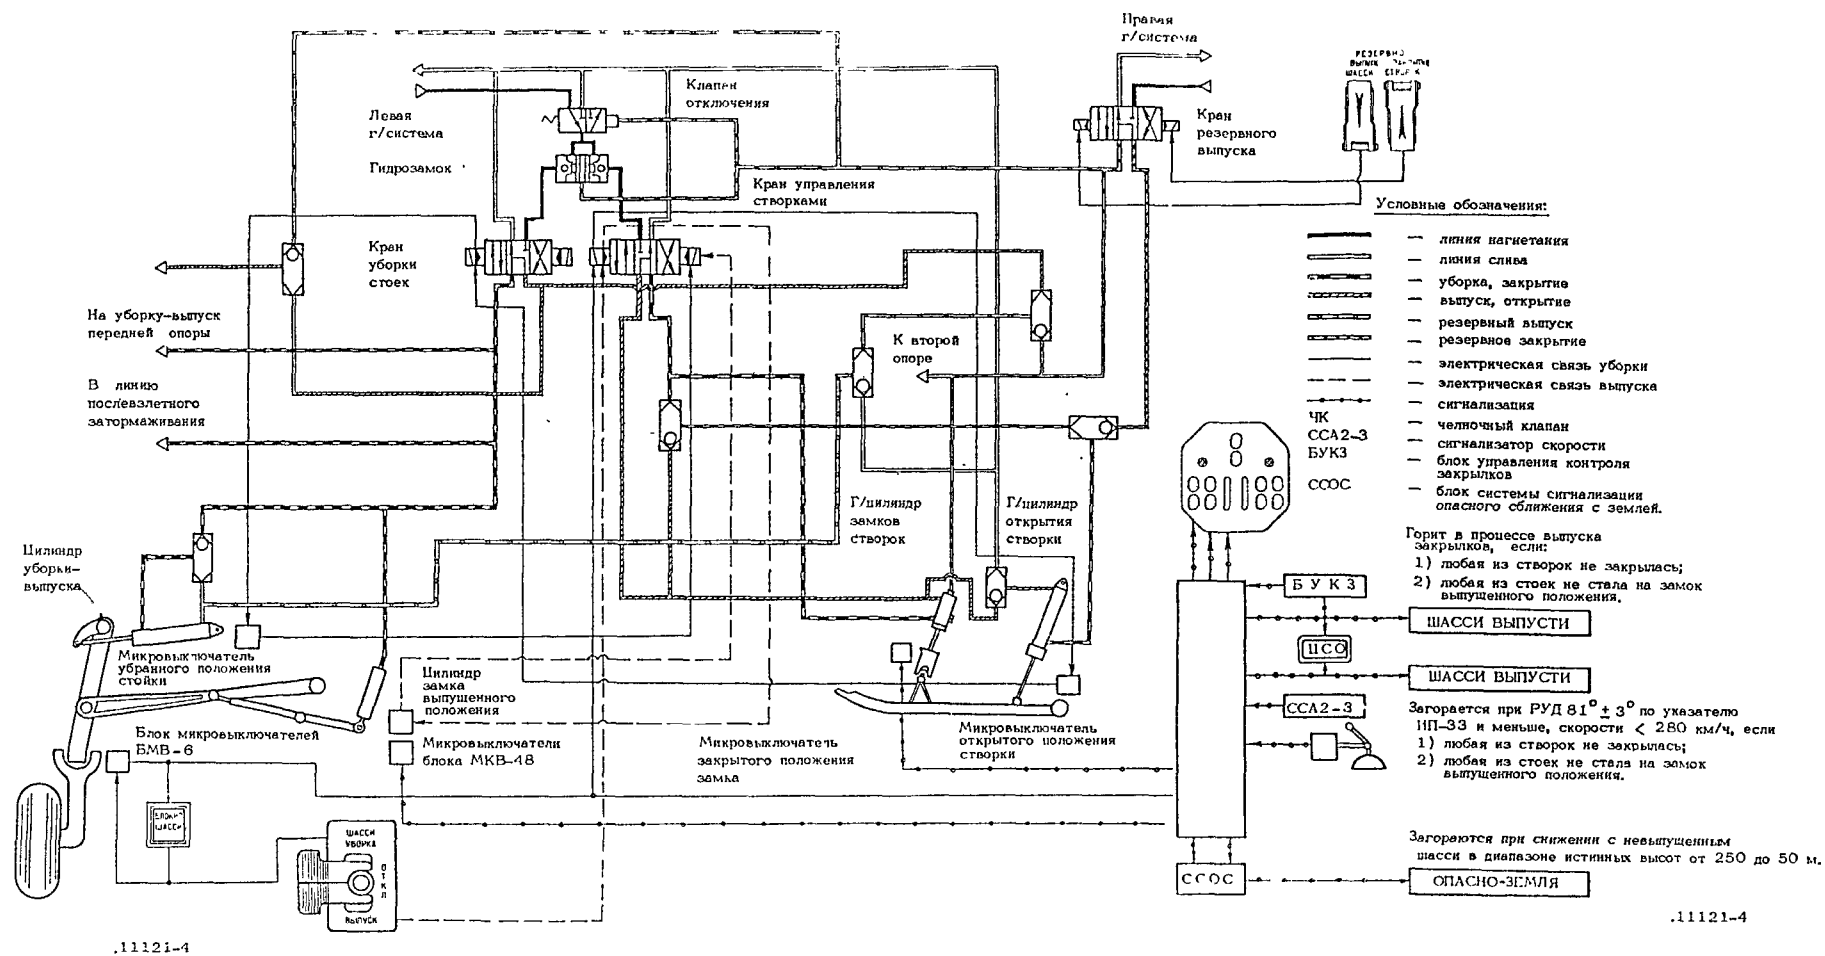 Правая
г/система
РЕЗЕРВНО
ВЫПУСК
ШАССИ
Клапан
отключения
Левая
г/система
Гидрозамок
Кран
резервного
выпуска
Кран управления
створками
Условные обозначения:
Кран
уборки
стоек
— линия нагнетания
— линия слива
— уборка, закрытие
— выпуск, открытие
— резервный выпуск
— резервное закрытие
— электрическая связь уборки
— электрическая связь выпуска
— сигнализация
ЧК — челночный клапан
ССА2-3 — сигнализатор скорости
БУКЗ — блок управления контроля
закрылков
ССОС — блок системы сигнализации
опасного сближения с землей.
На уборку-выпуск
передней опоры
К второй
опоре
В линию
послевзлетного
затормаживания
Г/цилиндр
замков
створок
Г/цилиндр
открытия
створки
Цилиндр
уборки-
выпуска
Горит в процессе выпуска
закрылков, если:
1) любая из створок не закрылась;
2) любая из стоек не стала на замок
выпущенного положения.
БУКЗ
ШАССИ ВЫПУСТИ
ЦСО
ШАССИ ВЫПУСТИ
ССА2-3
Загорается при РУД 81° ± 3° по указателю
ИП-33 и меньше, скорости < 280 км/ч, если
1) любая из створок не закрылась;
2) любая из стоек не стала на замок
выпущенного положения.
Микровыключатель
убранного положения
стойки
Цилиндр
замка
выпущенного
положения
Блок микровыключателей
БМВ-6
Микровыключатели
блока МКВ-48
Микровыключатель
закрытого положения
замка
Микровыключатель
открытого положения
створки
ШАССИ
ШАССИ
УБОРКА
ОТКЛ
ВЫПУСК
Загораются при снижении с невыпущенным
шасси в диапазоне истинных высот от 250 до 50 м.
ССОС
ОПАСНО-ЗЕМЛЯ
.11121-4
.11121-4